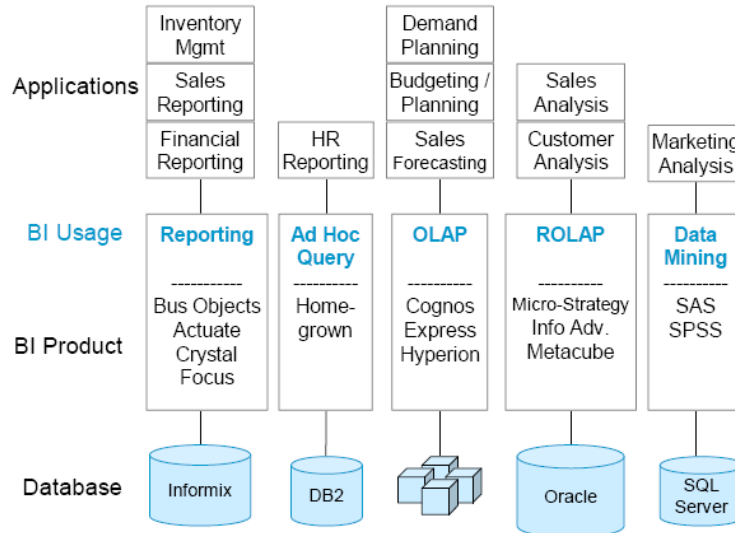 Applications
Inventory
Mgmt
Sales
Reporting
Financial
Reporting
HR
Reporting
Demand
Planning
Budgeting /
Planning
Sales
Forecasting
Sales
Analysis
Customer
Analysis
Marketing
Analysis
BI Usage
Reporting
Ad Hoc
Query
OLAP
ROLAP
Data
Mining
BI Product
-----------
Bus Objects
Actuate
Crystal
Focus
----------
Home-
grown
----------
Cognos
Express
Hyperion
----------
Micro-Strategy
Info Adv.
Metacube
----------
SAS
SPSS
Database
Informix
DB2
Oracle
SQL
Server